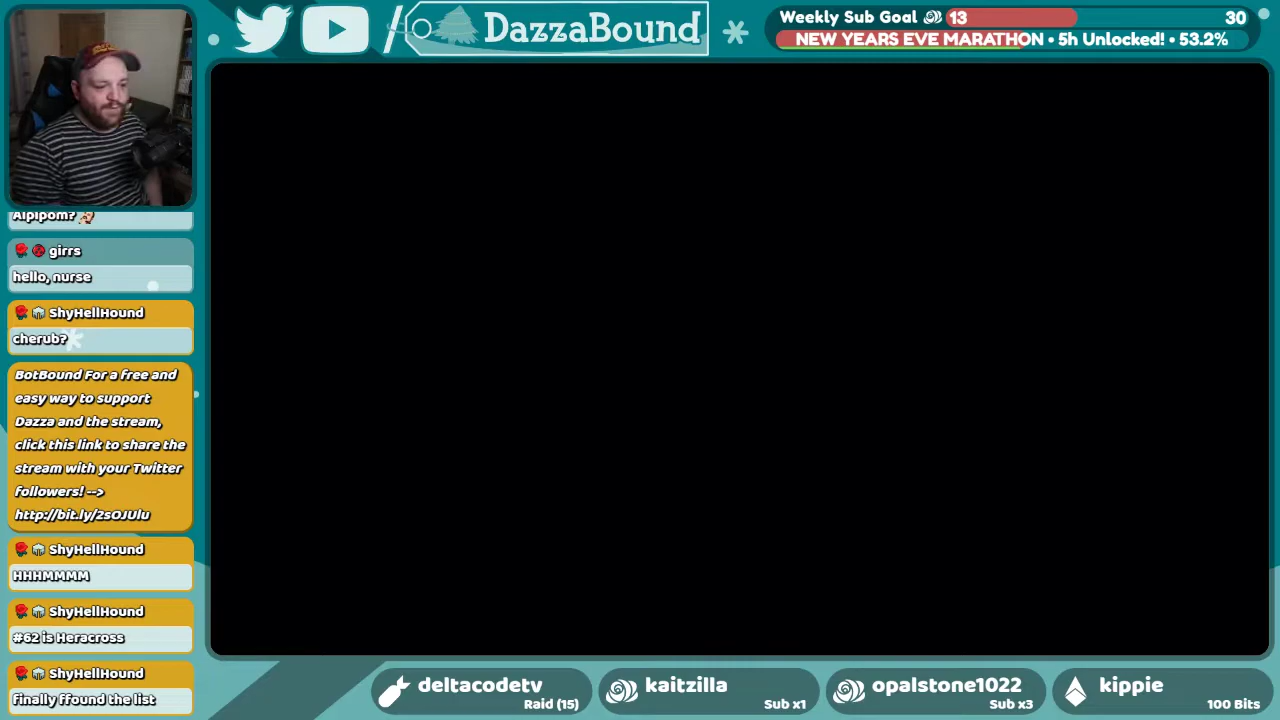 DazzaBound
Weekly Sub Goal 13 30
NEW YEARS EVE MARATHON • 5h Unlocked! • 53.2%
Aipipom?
girrs
hello, nurse
ShyHellHound
cherub?
BotBound For a free and
easy way to support
Dazza and the stream,
click this link to share the
stream with your Twitter
followers! -->
http://bit.ly/2sOJUlu
ShyHellHound
HHHMMMM
ShyHellHound
#62 is Heracross
ShyHellHound
finally ffound the list
deltacodetv
Raid (15)
kaitzilla
Sub x1
opalstone1022
Sub x3
kippie
100 Bits